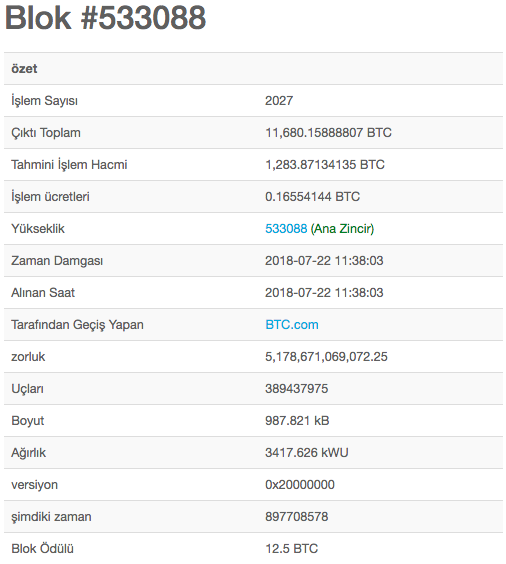 Blok #533088
özet
İşlem Sayısı 2027
Çıktı Toplam 11,680.15888807 BTC
Tahmini İşlem Hacmi 1,283.87134135 BTC
İşlem ücretleri 0.16554144 BTC
Yükseklik 533088 (Ana Zincir)
Zaman Damgası 2018-07-22 11:38:03
Alınan Saat 2018-07-22 11:38:03
Tarafından Geçiş Yapan BTC.com
zorluk 5,178,671,069,072.25
Uçları 389437975
Boyut 987.821 kB
Ağırlık 3417.626 kWU
versiyon 0x20000000
şimdiki zaman 897708578
Blok Ödülü 12.5 BTC